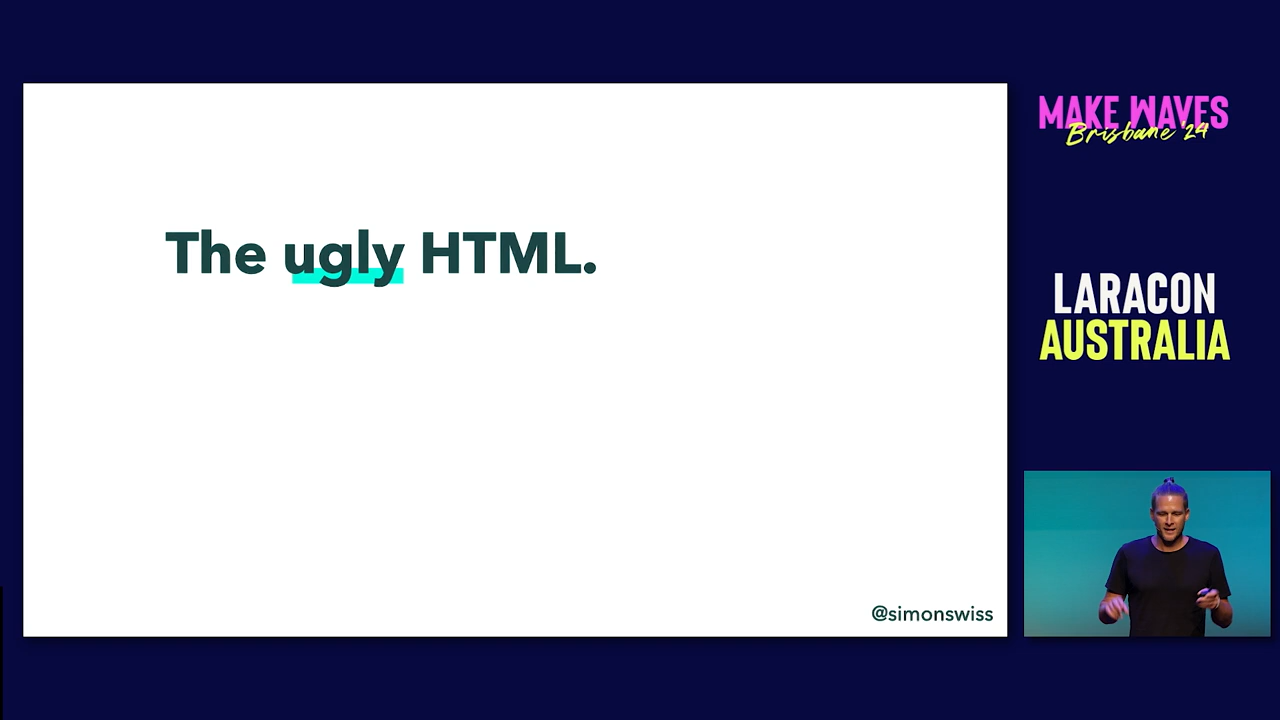 The ugly HTML.
@simonswiss
MAKE WAVES
Brisbane '24
LARACON
AUSTRALIA